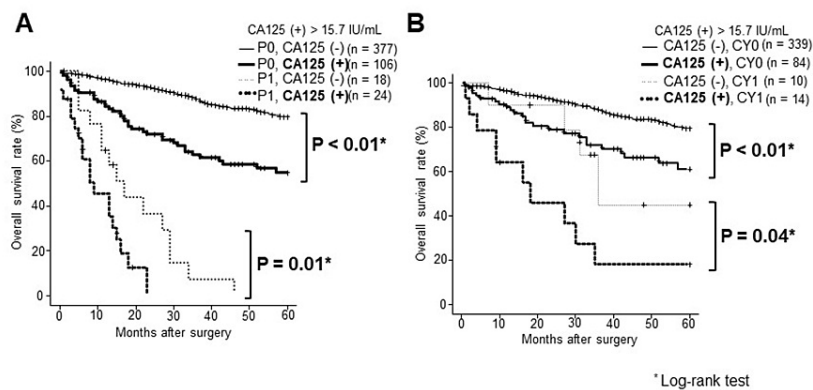 A
CA125 (+) > 15.7 IU/mL
P0, CA125 (-) (n = 377)
P0, CA125 (+) (n = 106)
P1, CA125 (-) (n = 18)
P1, CA125 (+) (n = 24)
Overall survival rate (%)
100
80
60
40
20
0
P < 0.01*
P = 0.01*
0 10 20 30 40 50 60
Months after surgery
B
CA125 (+) > 15.7 IU/mL
CA125 (-), CY0 (n = 339)
CA125 (+), CY0 (n = 84)
CA125 (-), CY1 (n = 10)
CA125 (+), CY1 (n = 14)
Overall survival rate (%)
100
80
60
40
20
0
P < 0.01*
P = 0.04*
0 10 20 30 40 50 60
Months after surgery
*Log-rank test